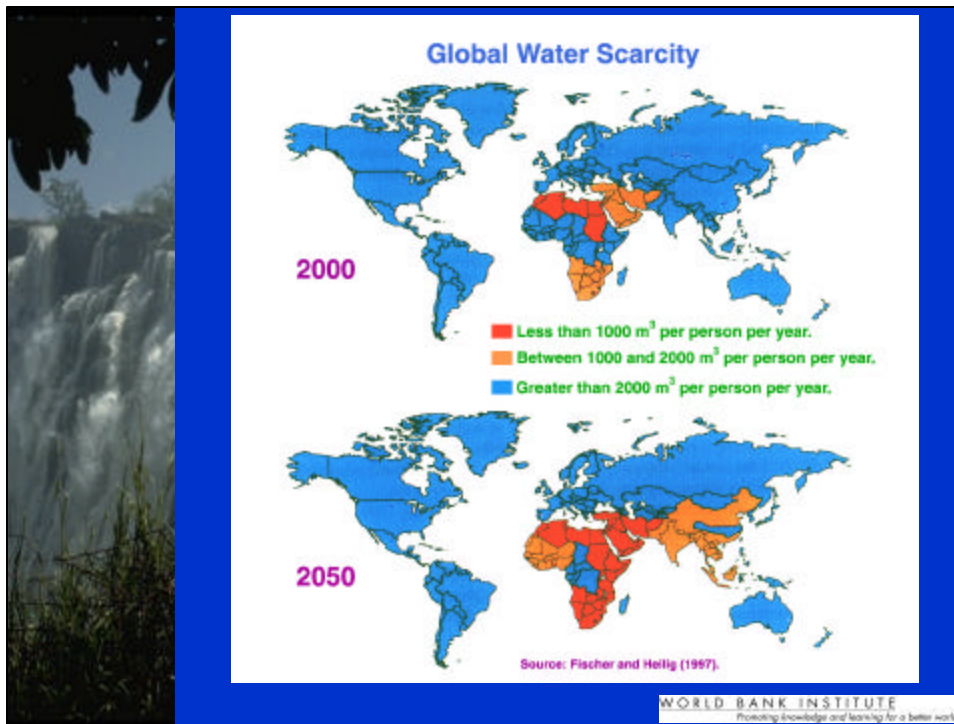 Global Water Scarcity
2000
Less than 1000 m³ per person per year.
Between 1000 and 2000 m³ per person per year.
Greater than 2000 m³ per person per year.
2050
Source: Fischer and Heilig (1997).
WORLD BANK INSTITUTE
Promoting knowledge and learning for a better worl